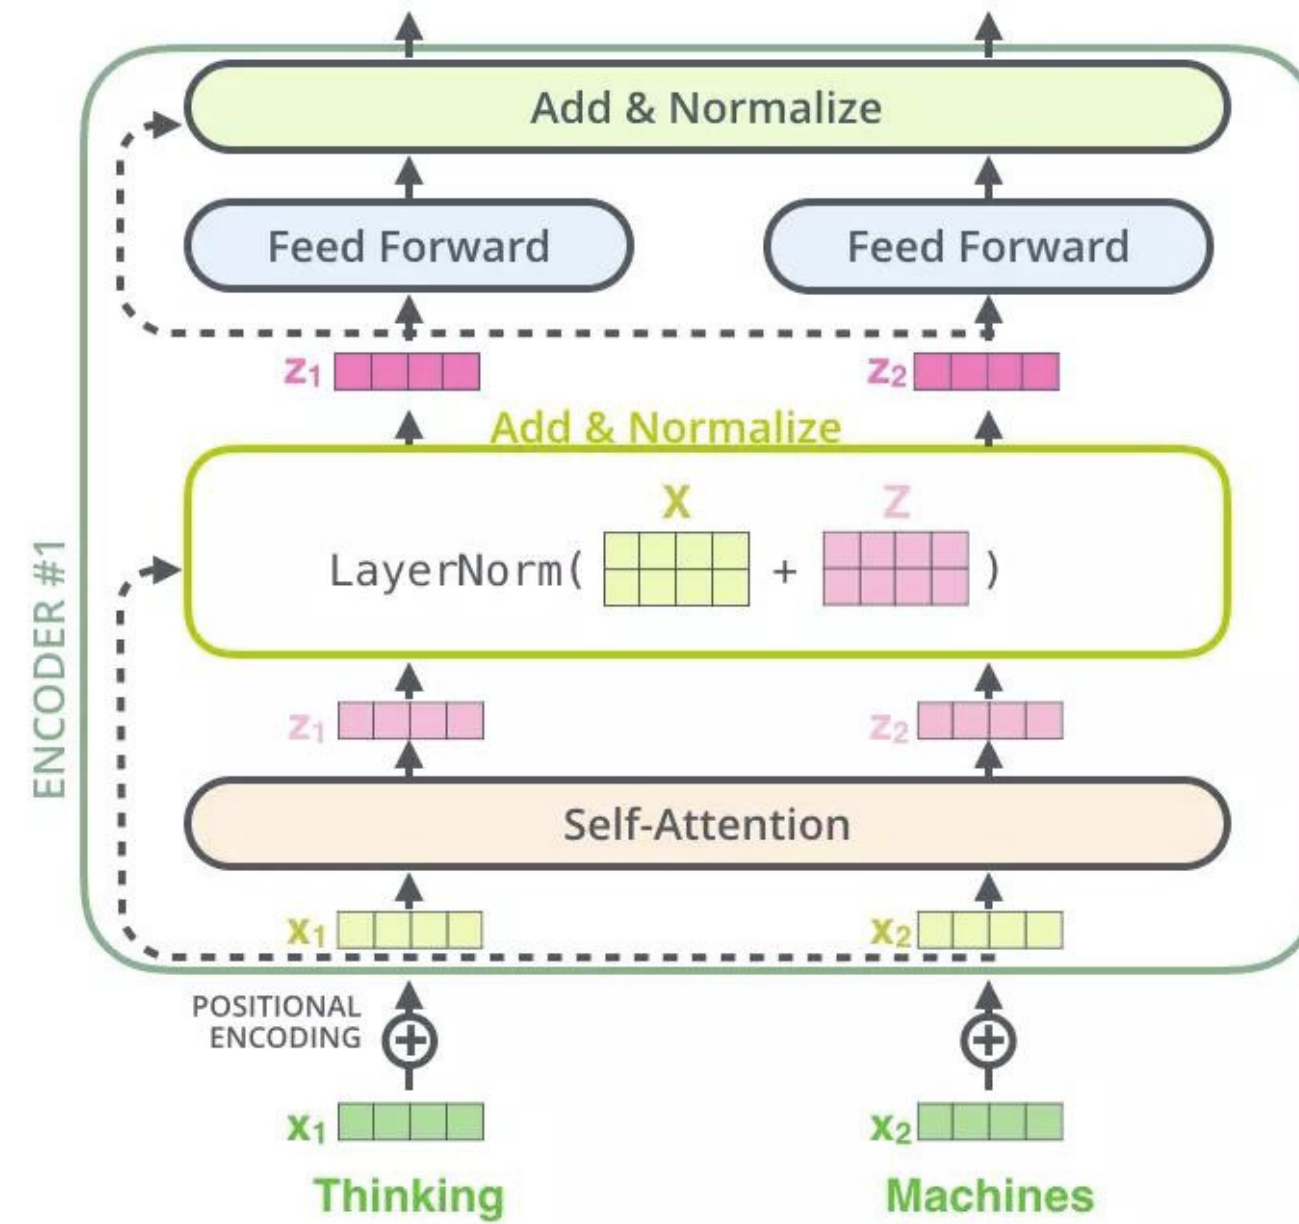 Add & Normalize
Feed Forward
Feed Forward
z1
z2
Add & Normalize
X
Z
LayerNorm(
+
)
ENCODER #1
z1
z2
Self-Attention
x1
x2
POSITIONAL
ENCODING
x1
x2
Thinking
Machines